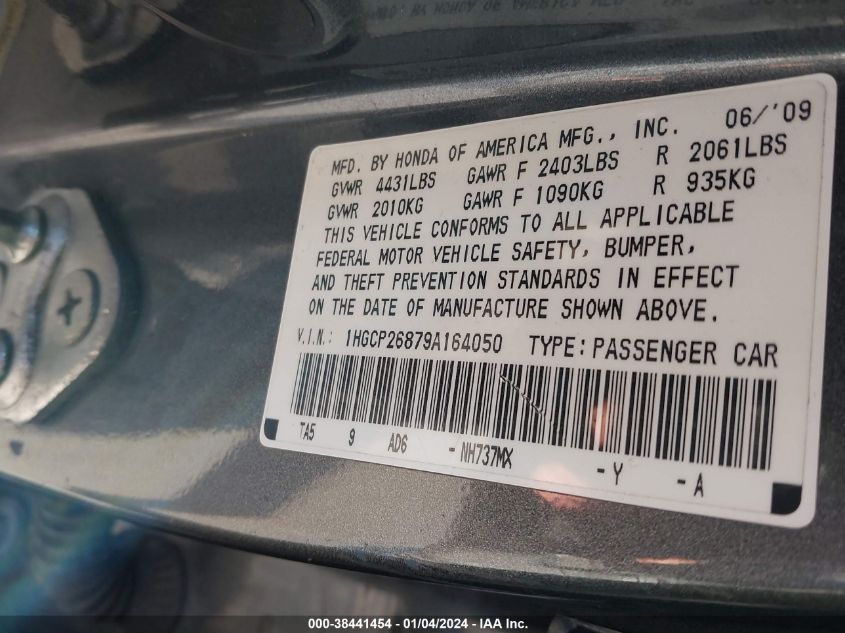 MFD. BY HONDA OF AMERICA MFG., INC. 06/'09
GVWR 4431LBS GAWR F 2403LBS R 2061LBS
GVWR 2010KG GAWR F 1090KG R 935KG
THIS VEHICLE CONFORMS TO ALL APPLICABLE
FEDERAL MOTOR VEHICLE SAFETY, BUMPER,
AND THEFT PREVENTION STANDARDS IN EFFECT
ON THE DATE OF MANUFACTURE SHOWN ABOVE.
V.I.N.: 1HGCP26879A164050 TYPE: PASSENGER CAR
TA5 9 AD6 -NH737MX -Y -A
000-38441454 - 01/04/2024 - IAA Inc.